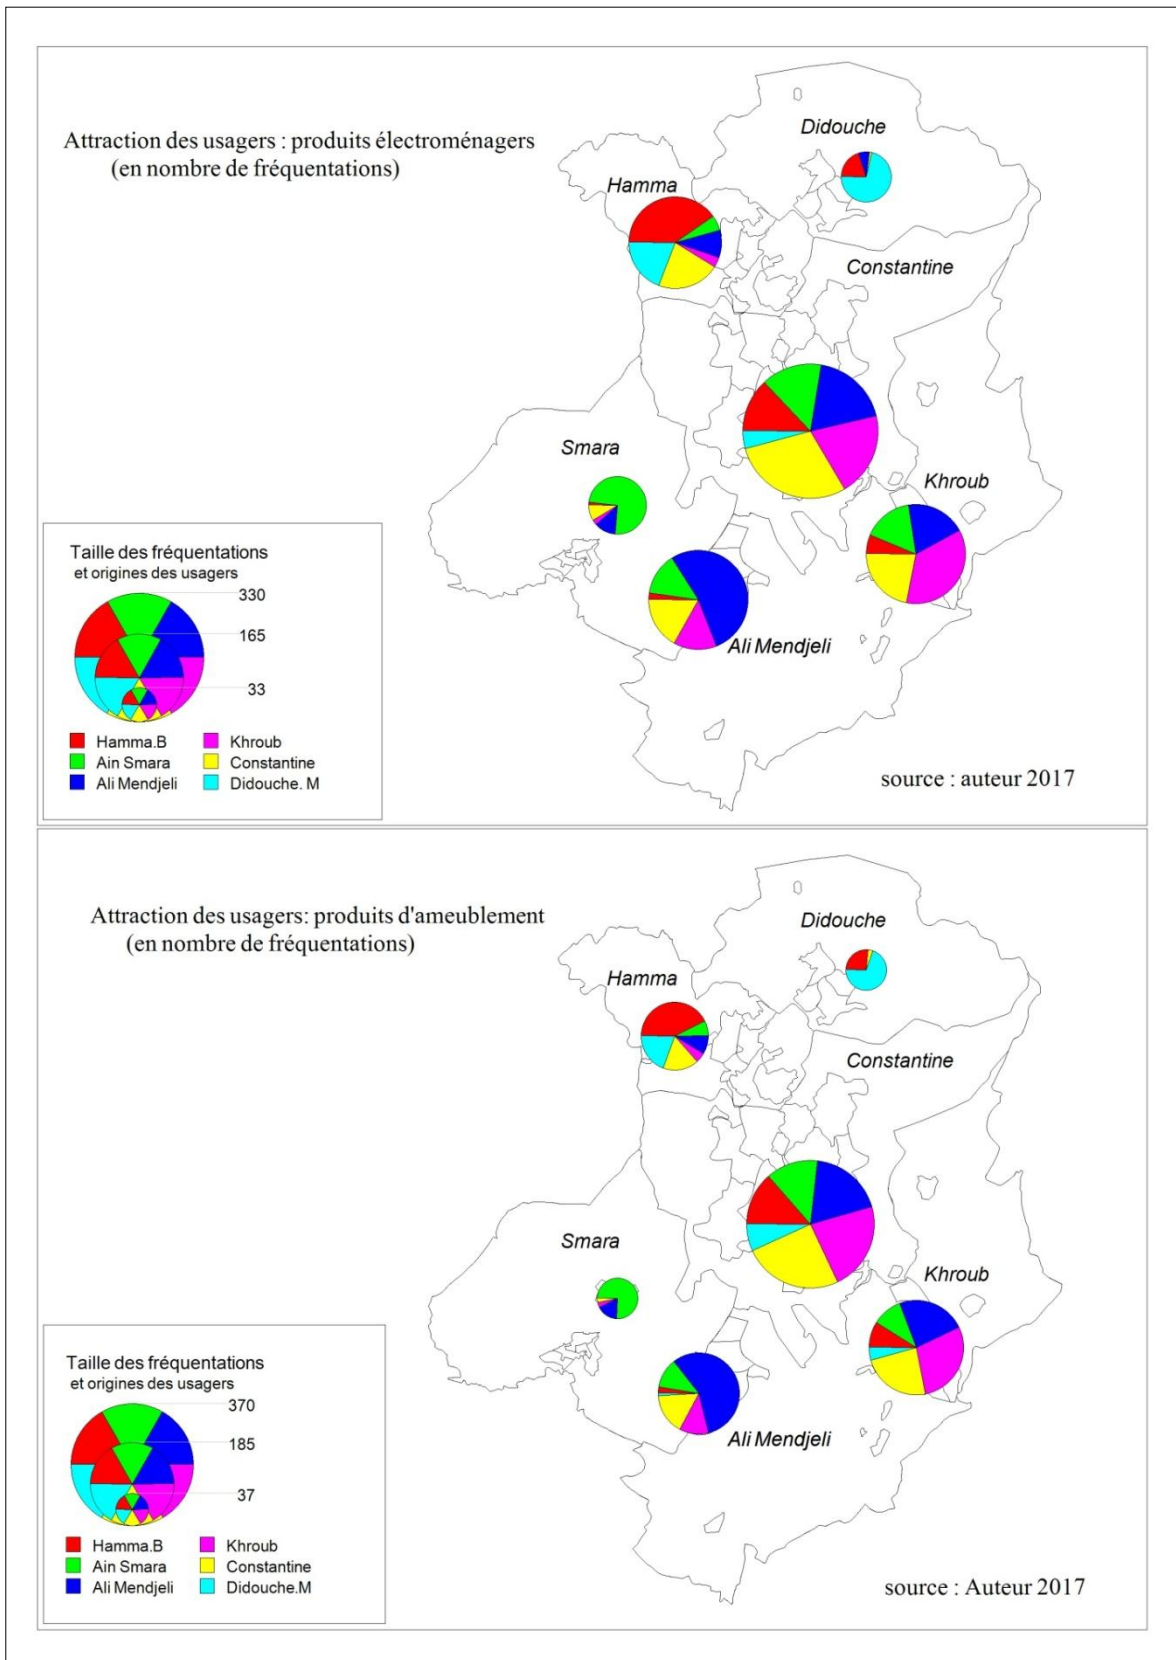 Attraction des usagers : produits électroménagers
(en nombre de fréquentations)
Didouche
Hamma
Constantine
Smara
Khroub
Ali Mendjeli
Taille des fréquentations
et origines des usagers
330
165
33
Hamma.B
Khroub
Ain Smara
Constantine
Ali Mendjeli
Didouche. M
source : auteur 2017
Attraction des usagers: produits d'ameublement
(en nombre de fréquentations)
Didouche
Hamma
Constantine
Smara
Khroub
Ali Mendjeli
Taille des fréquentations
et origines des usagers
370
185
37
Hamma.B
Khroub
Ain Smara
Constantine
Ali Mendjeli
Didouche.M
source : Auteur 2017